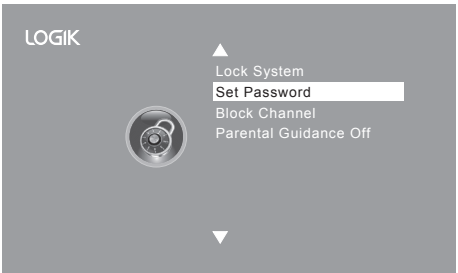 LOGIK
Lock System
Set Password
Block Channel
Parental Guidance Off